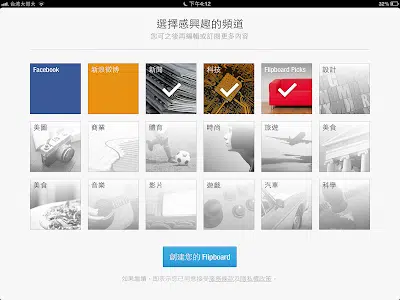 台灣大哥大 下午4:12 32%
選擇感興趣的頻道
您可之後再編輯或訂閱更多內容
Facebook 新浪微博 新聞 科技 Flipboard Picks 設計
美圖 商業 體育 時尚 旅遊 美食
美食 音樂 影片 遊戲 汽車 科學
創建您的 Flipboard
如果繼續，即表示您已明確接受服務條款和隱私權政策。